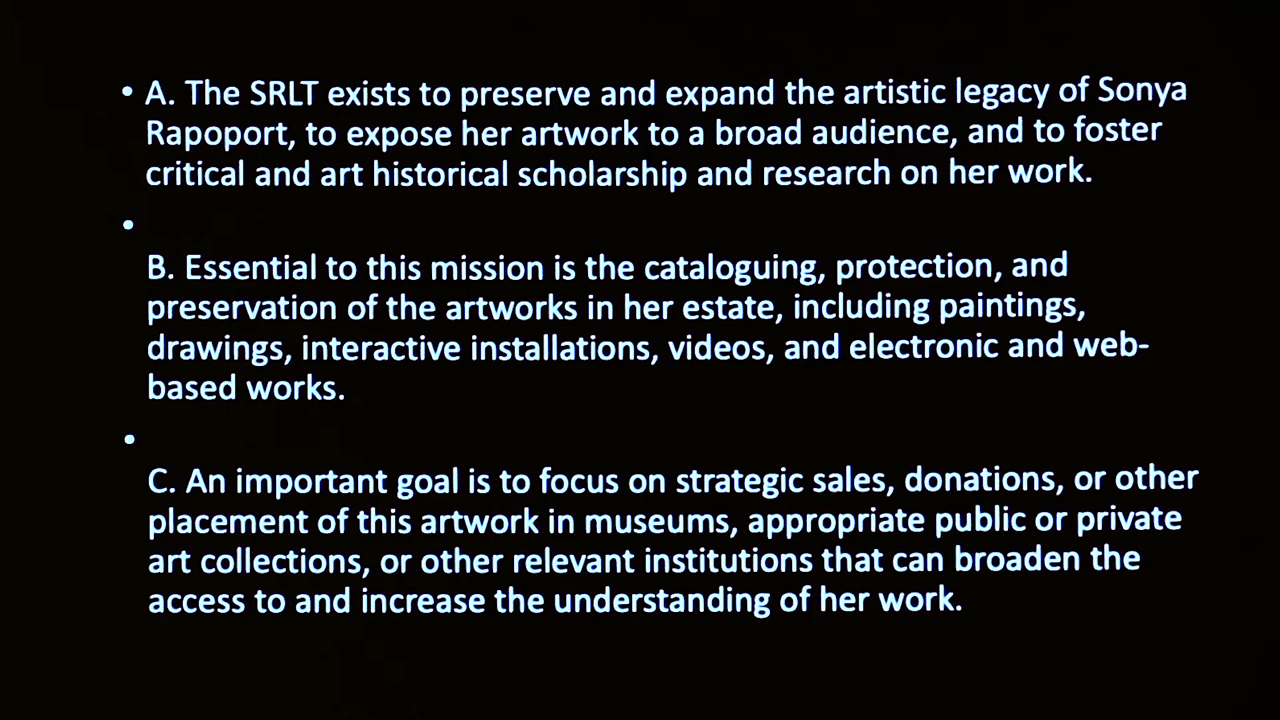 • A. The SRLT exists to preserve and expand the artistic legacy of Sonya
Rapoport, to expose her artwork to a broad audience, and to foster
critical and art historical scholarship and research on her work.
•
B. Essential to this mission is the cataloguing, protection, and
preservation of the artworks in her estate, including paintings,
drawings, interactive installations, videos, and electronic and web-
based works.
•
C. An important goal is to focus on strategic sales, donations, or other
placement of this artwork in museums, appropriate public or private
art collections, or other relevant institutions that can broaden the
access to and increase the understanding of her work.